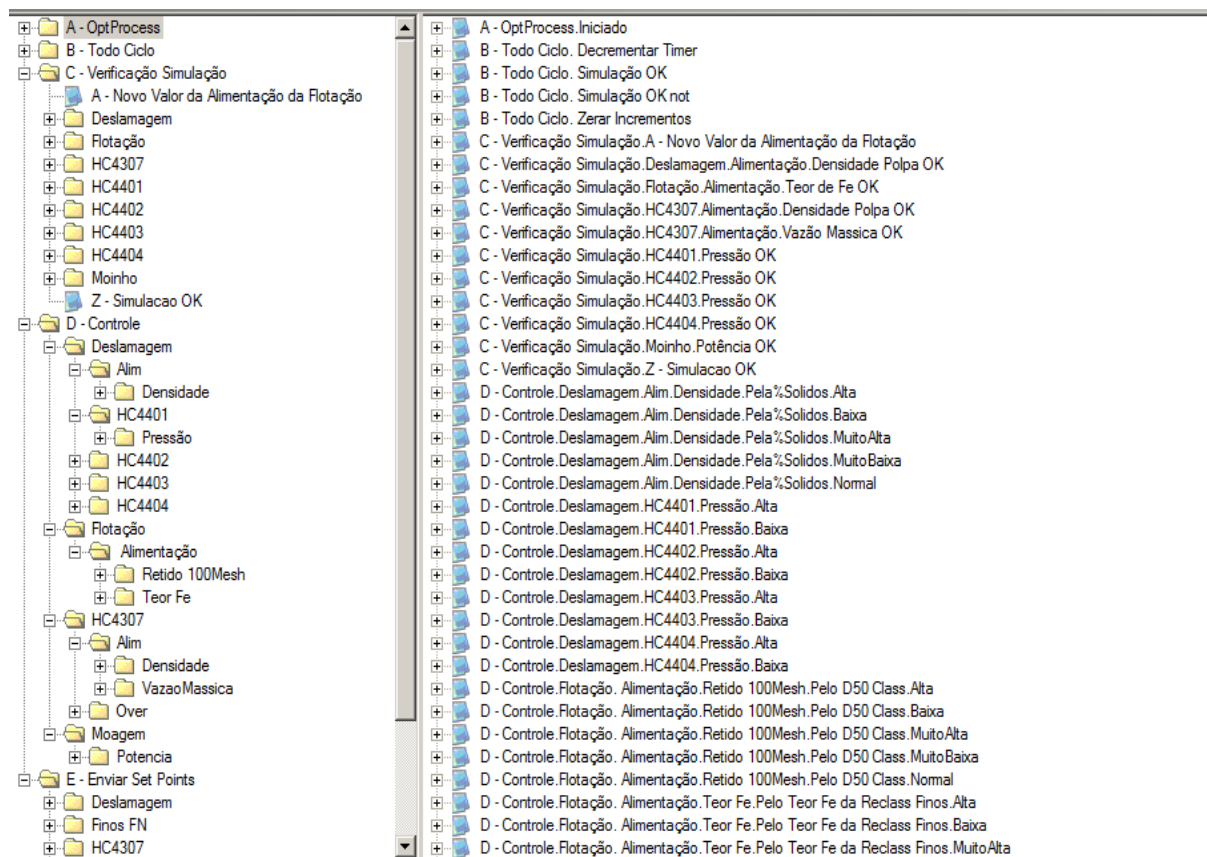 A - OptProcess
B - Todo Ciclo
C - Verificação Simulação
A - Novo Valor da Alimentação da Flotação
Deslamagem
Flotação
HC4307
HC4401
HC4402
HC4403
HC4404
Moinho
Z - Simulacao OK
D - Controle
Deslamagem
Alim
Densidade
HC4401
Pressão
HC4402
HC4403
HC4404
Flotação
Alimentação
Retido 100Mesh
Teor Fe
HC4307
Alim
Densidade
VazaoMassica
Over
Moagem
Potencia
E - Enviar Set Points
Deslamagem
Finos FN
HC4307
A - OptProcess.Iniciado
B - Todo Ciclo. Decrementar Timer
B - Todo Ciclo. Simulação OK
B - Todo Ciclo. Simulação OK not
B - Todo Ciclo. Zerar Incrementos
C - Verificação Simulação.A - Novo Valor da Alimentação da Flotação
C - Verificação Simulação.Deslamagem.Alimentação.Densidade Polpa OK
C - Verificação Simulação.Flotação.Alimentação.Teor de Fe OK
C - Verificação Simulação.HC4307.Alimentação.Densidade Polpa OK
C - Verificação Simulação.HC4307.Alimentação.Vazão Massica OK
C - Verificação Simulação.HC4401.Pressão OK
C - Verificação Simulação.HC4402.Pressão OK
C - Verificação Simulação.HC4403.Pressão OK
C - Verificação Simulação.HC4404.Pressão OK
C - Verificação Simulação.Moinho.Potência OK
C - Verificação Simulação.Z - Simulacao OK
D - Controle.Deslamagem.Alim.Densidade.Pela%Solidos.Alta
D - Controle.Deslamagem.Alim.Densidade.Pela%Solidos.Baixa
D - Controle.Deslamagem.Alim.Densidade.Pela%Solidos.MuitoAlta
D - Controle.Deslamagem.Alim.Densidade.Pela%Solidos.MuitoBaixa
D - Controle.Deslamagem.Alim.Densidade.Pela%Solidos.Normal
D - Controle.Deslamagem.HC4401.Pressão.Alta
D - Controle.Deslamagem.HC4401.Pressão.Baixa
D - Controle.Deslamagem.HC4402.Pressão.Alta
D - Controle.Deslamagem.HC4402.Pressão.Baixa
D - Controle.Deslamagem.HC4403.Pressão.Alta
D - Controle.Deslamagem.HC4403.Pressão.Baixa
D - Controle.Deslamagem.HC4404.Pressão.Alta
D - Controle.Deslamagem.HC4404.Pressão.Baixa
D - Controle.Flotação. Alimentação.Retido 100Mesh.Pelo D50 Class.Alta
D - Controle.Flotação. Alimentação.Retido 100Mesh.Pelo D50 Class.Baixa
D - Controle.Flotação. Alimentação.Retido 100Mesh.Pelo D50 Class.MuitoAlta
D - Controle.Flotação. Alimentação.Retido 100Mesh.Pelo D50 Class.MuitoBaixa
D - Controle.Flotação. Alimentação.Retido 100Mesh.Pelo D50 Class.Normal
D - Controle.Flotação. Alimentação.Teor Fe.Pelo Teor Fe da Reclass Finos.Alta
D - Controle.Flotação. Alimentação.Teor Fe.Pelo Teor Fe da Reclass Finos.Baixa
D - Controle.Flotação. Alimentação.Teor Fe.Pelo Teor Fe da Reclass Finos.MuitoAlta